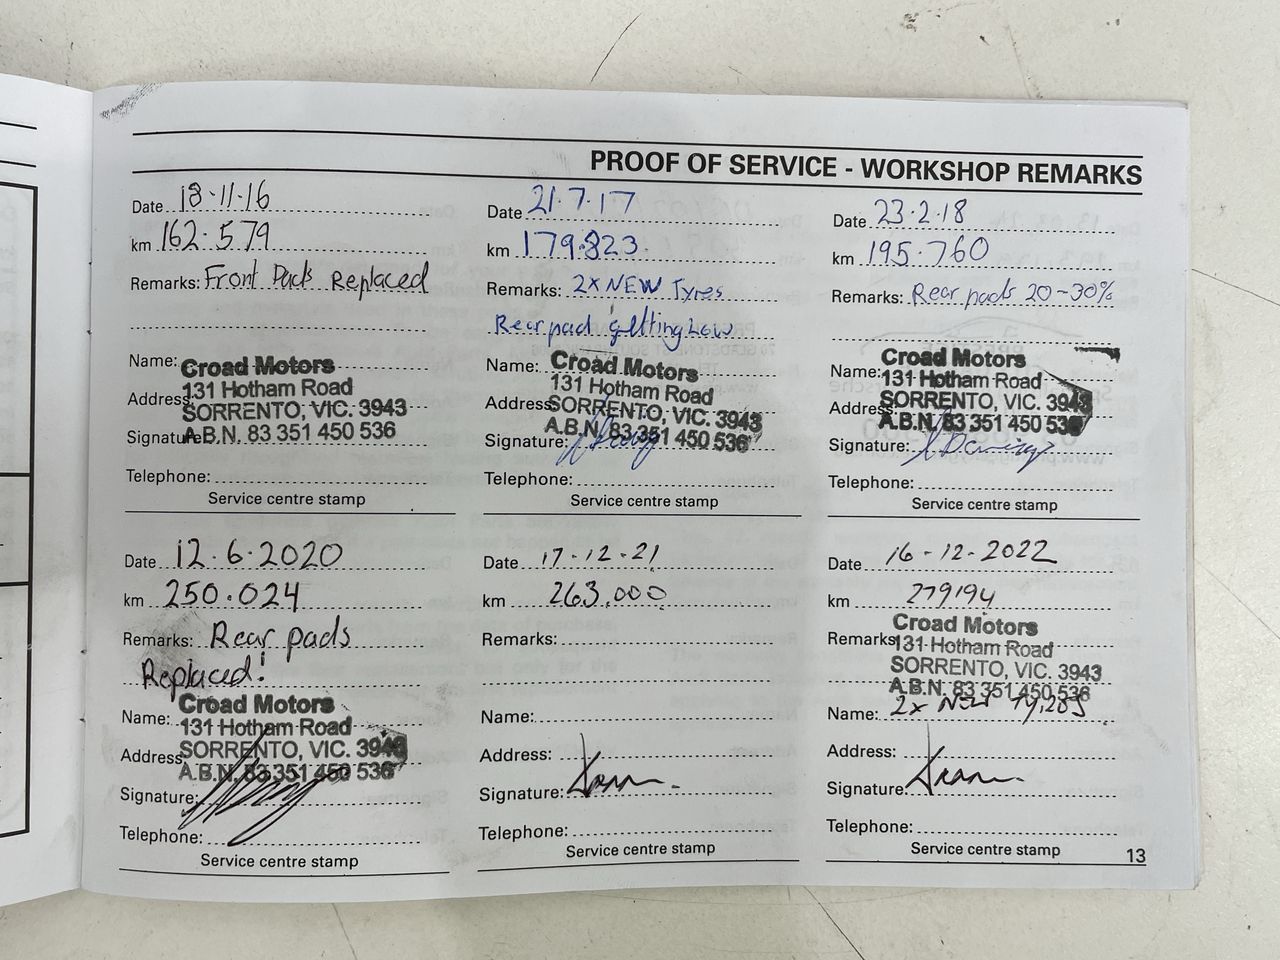 PROOF OF SERVICE - WORKSHOP REMARKS
Date 18·11·16
km 162·579
Remarks: Front Pads Replaced
Name: Croad Motors
131 Hotham Road
Address: SORRENTO, VIC. 3943
Signature: A.B.N. 83 351 450 536
Telephone:
Service centre stamp
Date 21·7·17
km 179·823
Remarks: 2x NEW Tyres
Rear pad getting Low
Name: Croad Motors
131 Hotham Road
Address: SORRENTO, VIC. 3943
A.B.N. 83 351 450 536
Signature:
Telephone:
Service centre stamp
Date 23·2·18
km 195·760
Remarks: Rear pads 20-30%
Croad Motors
Name: 131 Hotham Road
SORRENTO, VIC. 3943
Address: A.B.N. 83 351 450 536
Signature:
Telephone:
Service centre stamp
Date 12·6·2020
km 250·024
Remarks: Rear pads
Replaced!
Croad Motors
Name: 131 Hotham Road
Address: SORRENTO, VIC. 3943
A.B.N. 83 351 450 536
Signature:
Telephone:
Service centre stamp
Date 17-12-21
km 263,000
Remarks:
Name:
Address:
Signature:
Telephone:
Service centre stamp
Date 16-12-2022
km 279194
Croad Motors
Remarks: 131 Hotham Road
SORRENTO, VIC. 3943
A.B.N. 83 351 450 536
Name: 2x New
Address:
Signature:
Telephone:
Service centre stamp
13